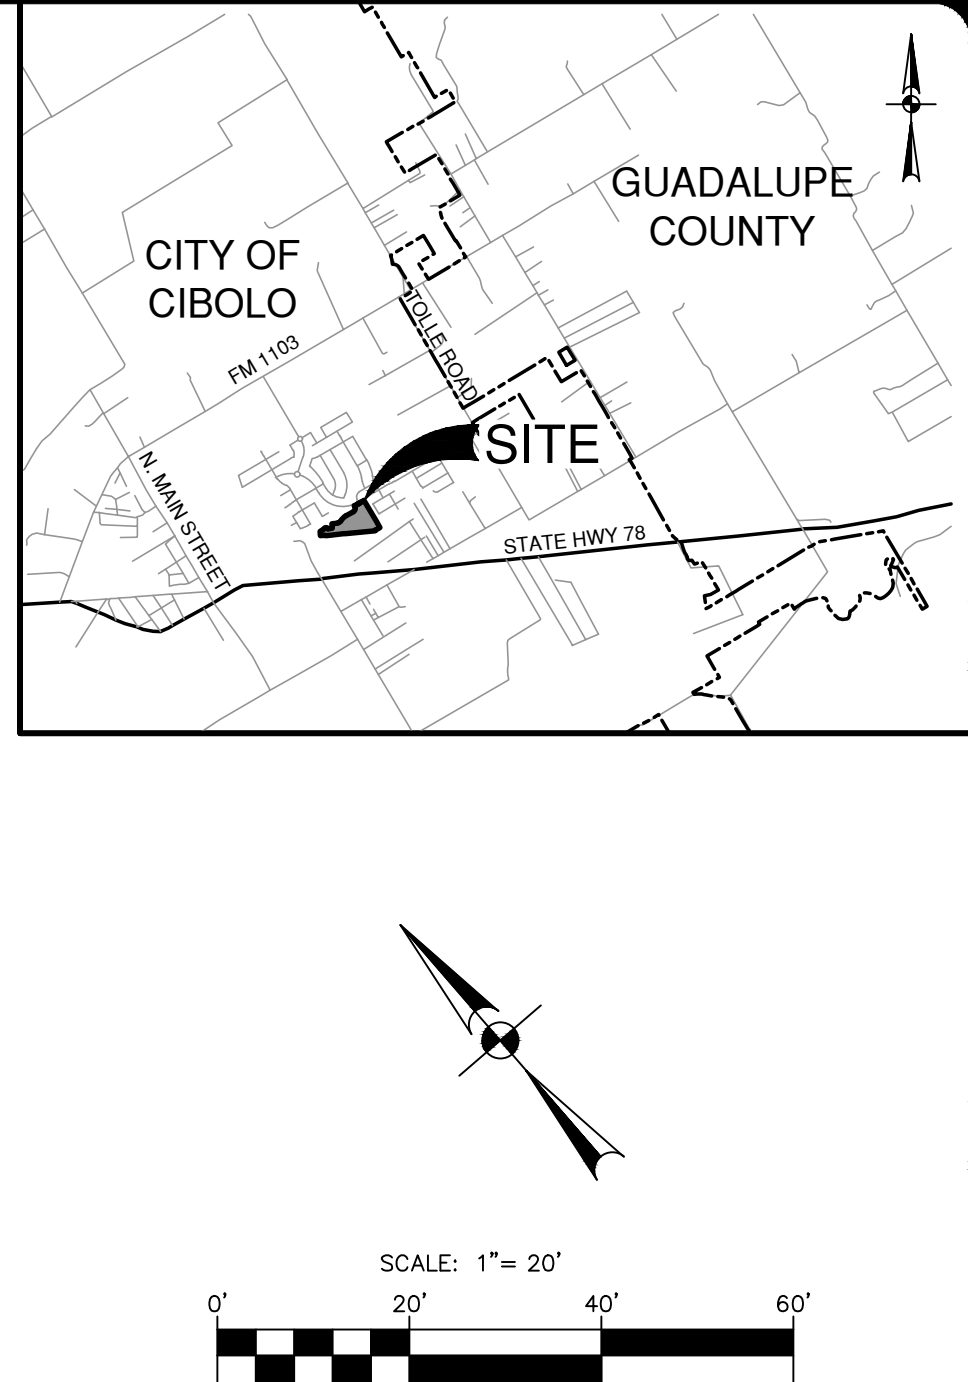 GUADALUPE
COUNTY
CITY OF
CIBOLO
TOLLE ROAD
FM 1103
SITE
N. MAIN STREET
STATE HWY 78
SCALE: 1"= 20'
0' 20' 40' 60'